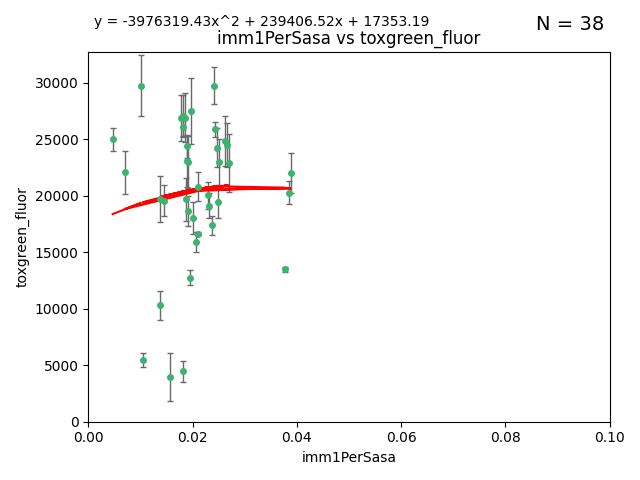 y = -3976319.43x^2 + 239406.52x + 17353.19
N = 38
imm1PerSasa vs toxgreen_fluor
30000
25000
20000
15000
10000
5000
0
toxgreen_fluor
0.00 0.02 0.04 0.06 0.08 0.10
imm1PerSasa